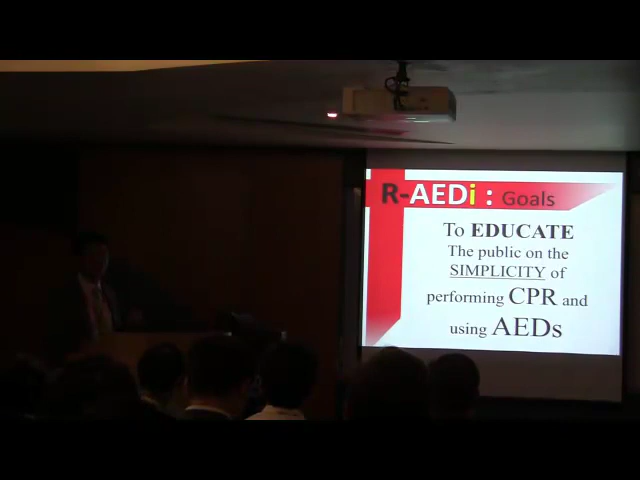 R-AEDi : Goals
To EDUCATE
The public on the
SIMPLICITY of
performing CPR and
using AEDs